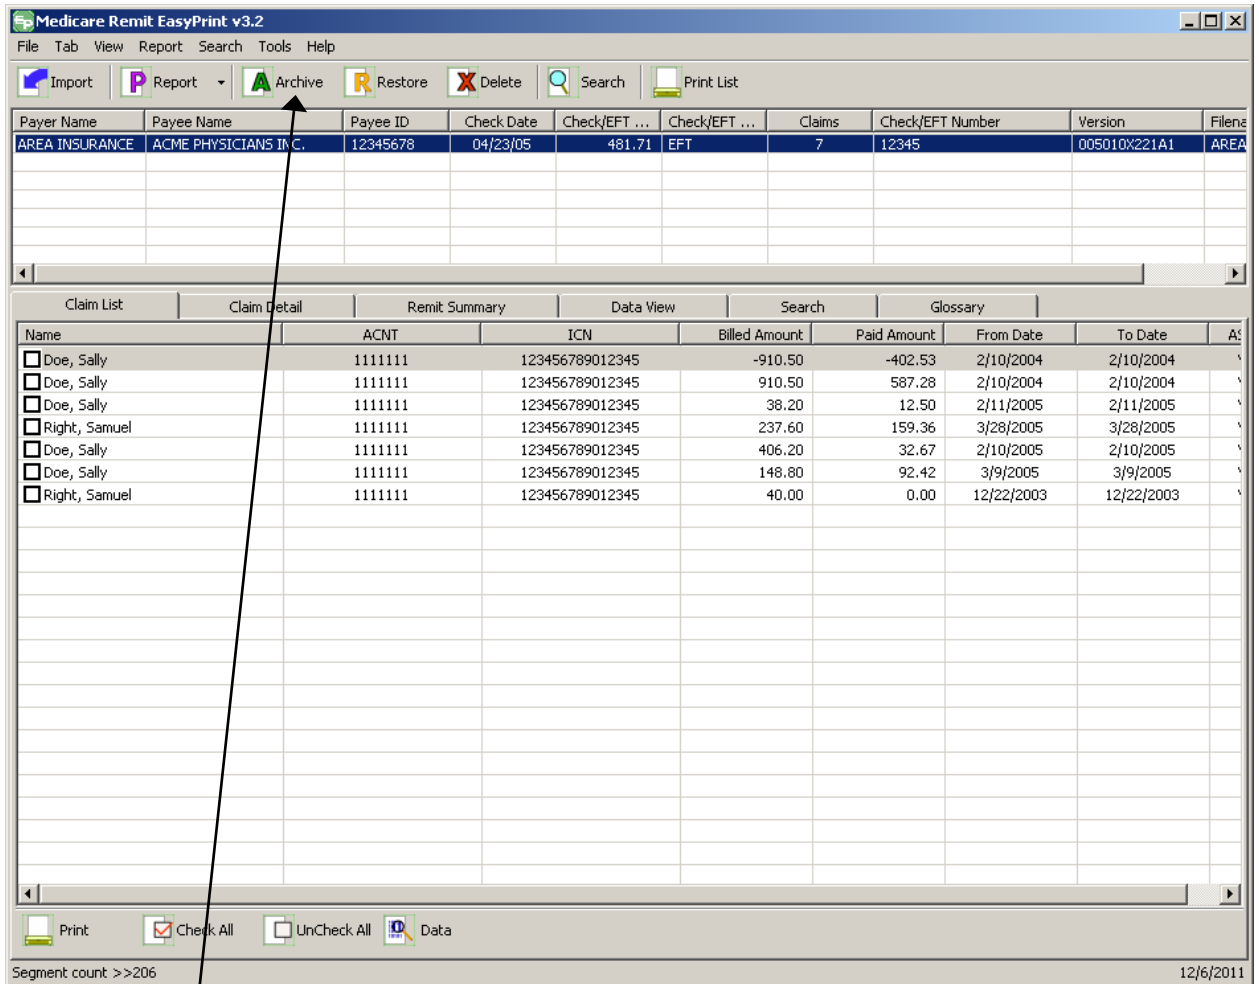 Medicare Remit EasyPrint v3.2
File Tab View Report Search Tools Help
Import Report Archive Restore Delete Search Print List
Payer Name Payee Name Payee ID Check Date Check/EFT ... Check/EFT ... Claims Check/EFT Number Version Filena
AREA INSURANCE ACME PHYSICIANS INC. 12345678 04/23/05 481.71 EFT 7 12345 005010X221A1 AREA
Claim List Claim Detail Remit Summary Data View Search Glossary
Name ACNT ICN Billed Amount Paid Amount From Date To Date AS
Doe, Sally 1111111 123456789012345 -910.50 -402.53 2/10/2004 2/10/2004
Doe, Sally 1111111 123456789012345 910.50 587.28 2/10/2004 2/10/2004
Doe, Sally 1111111 123456789012345 38.20 12.50 2/11/2005 2/11/2005
Right, Samuel 1111111 123456789012345 237.60 159.36 3/28/2005 3/28/2005
Doe, Sally 1111111 123456789012345 406.20 32.67 2/10/2005 2/10/2005
Doe, Sally 1111111 123456789012345 148.80 92.42 3/9/2005 3/9/2005
Right, Samuel 1111111 123456789012345 40.00 0.00 12/22/2003 12/22/2003
Print Check All UnCheck All Data
Segment count >>206 12/6/2011